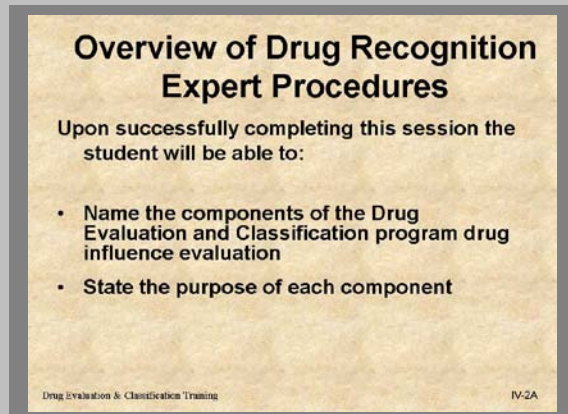 Overview of Drug Recognition
Expert Procedures
Upon successfully completing this session the
student will be able to:
• Name the components of the Drug
Evaluation and Classification program drug
influence evaluation
• State the purpose of each component
Drug Evaluation & Classification Training
IV-2A